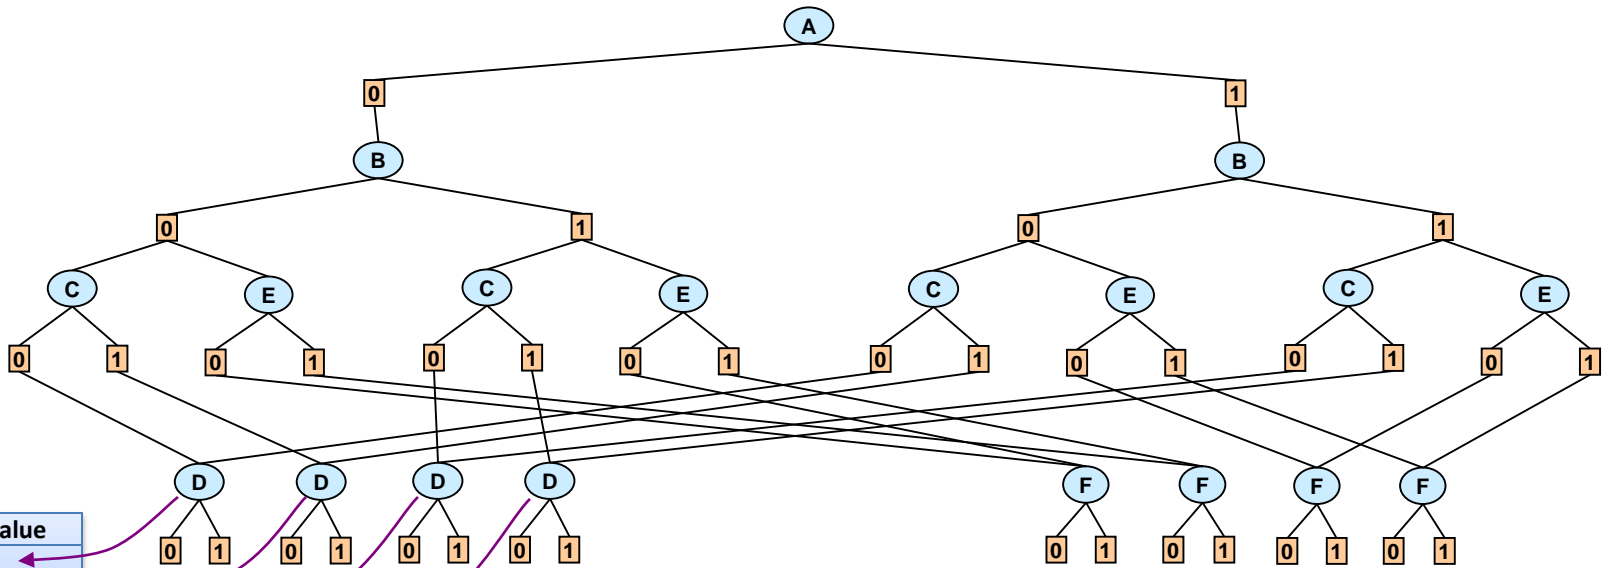 A
0 1
B B
0 1 0 1
C E C E C E C E
0 1 0 1 0 1 0 1 0 1 0 1 0 1 0 1
D D D D F F F F
alue
0 1 0 1 0 1 0 1 0 1 0 1 0 1 0 1